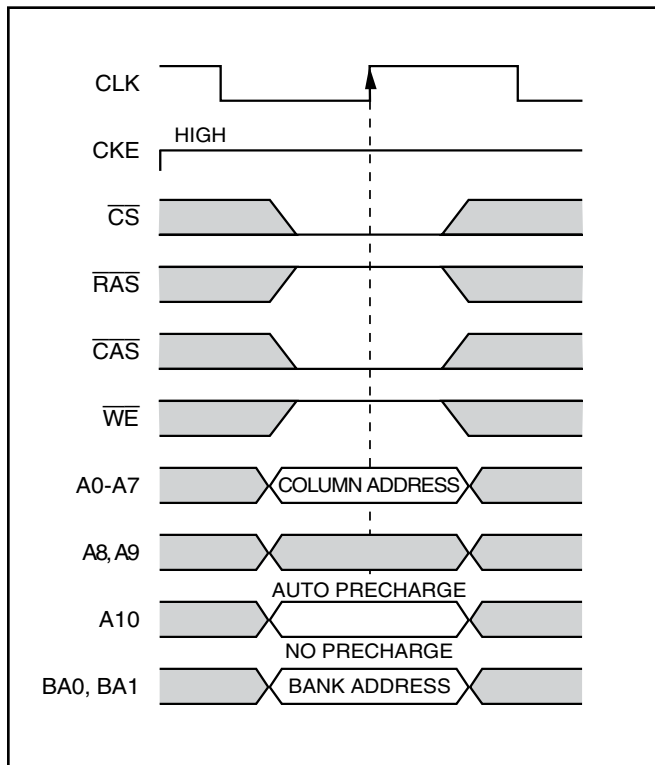 CLK
HIGH
CKE
CS
RAS
CAS
WE
A0-A7 COLUMN ADDRESS
A8, A9
AUTO PRECHARGE
A10
NO PRECHARGE
BA0, BA1 BANK ADDRESS